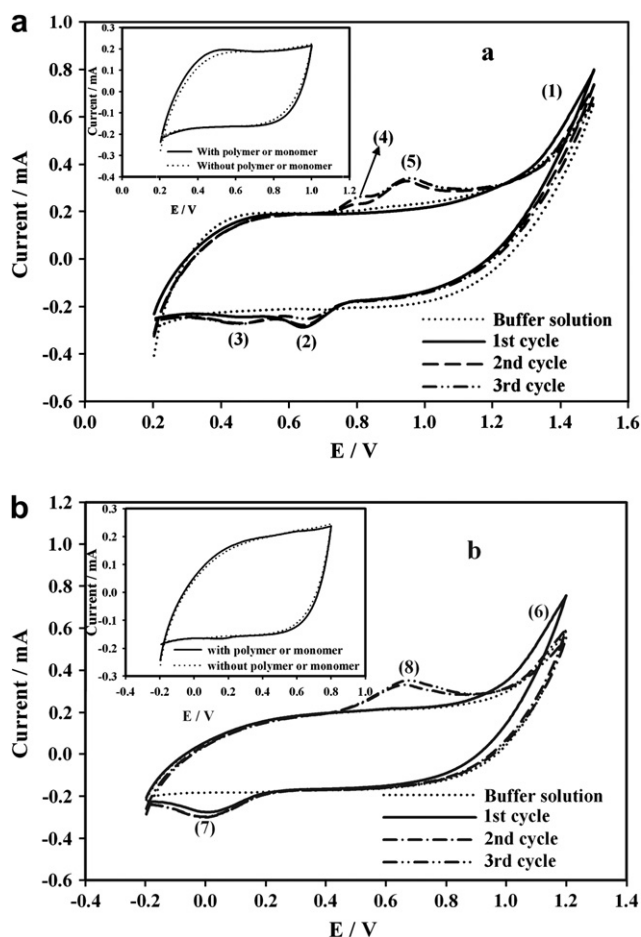 a
a
(1)
(4)
(5)
(3)
(2)
Current / mA
0.8
0.6
0.4
0.2
0.0
-0.2
-0.4
-0.6
0.0 0.2 0.4 0.6 0.8 1.0 1.2 1.4 1.6
E / V
Buffer solution
1st cycle
2nd cycle
3rd cycle
Current / mA
0.4
0.3
0.2
0.1
0.0
-0.1
-0.2
-0.3
-0.4
With polymer or monomer
Without polymer or monomer
0.0 0.2 0.4 0.6 0.8 1.0 1.2
E / V
b
b
(6)
(8)
(7)
Current / mA
1.2
1.0
0.8
0.6
0.4
0.2
0.0
-0.2
-0.4
-0.6
-0.4 -0.2 0.0 0.2 0.4 0.6 0.8 1.0 1.2 1.4
E / V
Buffer solution
1st cycle
2nd cycle
3rd cycle
Current / mA
0.3
0.2
0.1
0.0
-0.1
-0.2
-0.3
with polymer or monomer
without polymer or monomer
-0.4 -0.2 0.0 0.2 0.4 0.6 0.8 1.0
E / V